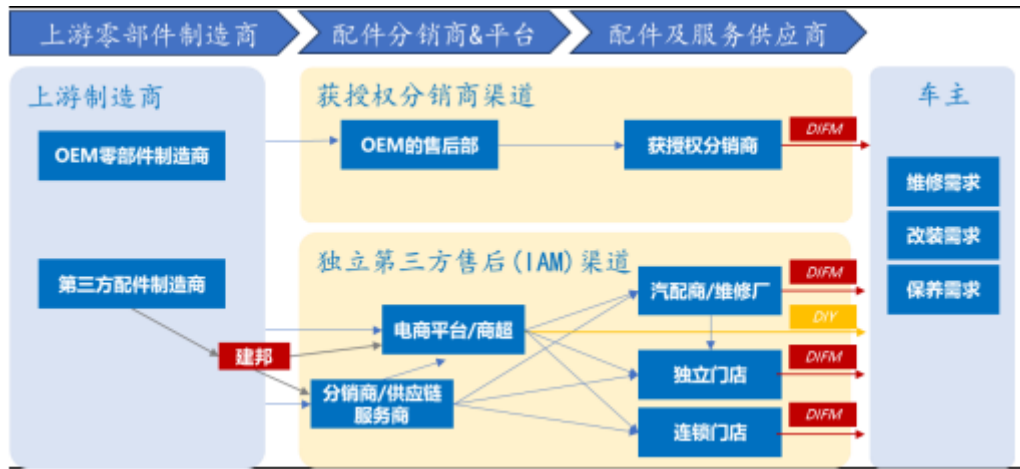 上游零部件制造商
配件分销商&平台
配件及服务供应商
上游制造商
OEM零部件制造商
第三方配件制造商
建邦
获授权分销商渠道
OEM的售后部
获授权分销商
DIFM
独立第三方售后(IAM)渠道
电商平台/商超
分销商/供应链
服务商
汽配商/维修厂
独立门店
连锁门店
DIFM
DIY
DIFM
DIFM
车主
维修需求
改装需求
保养需求